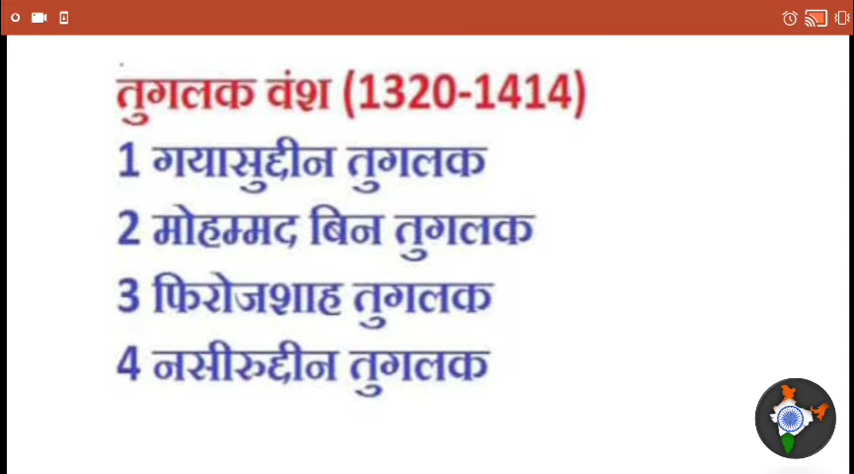 तुगलक वंश (1320-1414)
1 गयासुद्दीन तुगलक
2 मोहम्मद बिन तुगलक
3 फिरोजशाह तुगलक
4 नसीरुद्दीन तुगलक